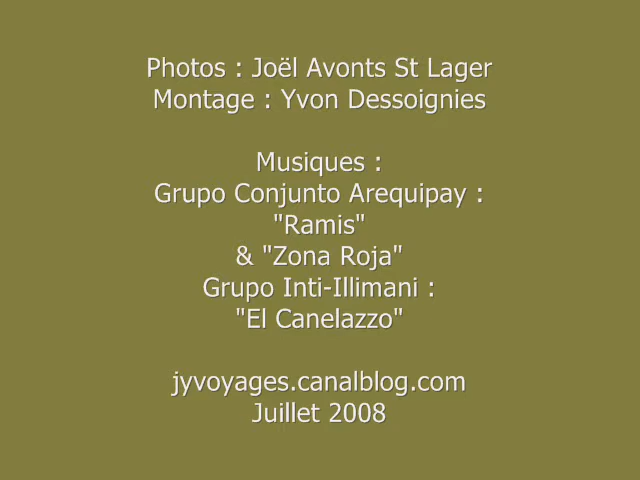 Photos : Joël Avonts St Lager
Montage : Yvon Dessoignies
Musiques :
Grupo Conjunto Arequipay :
"Ramis"
& "Zona Roja"
Grupo Inti-Illimani :
"El Canelazzo"
jyvoyages.canalblog.com
Juillet 2008